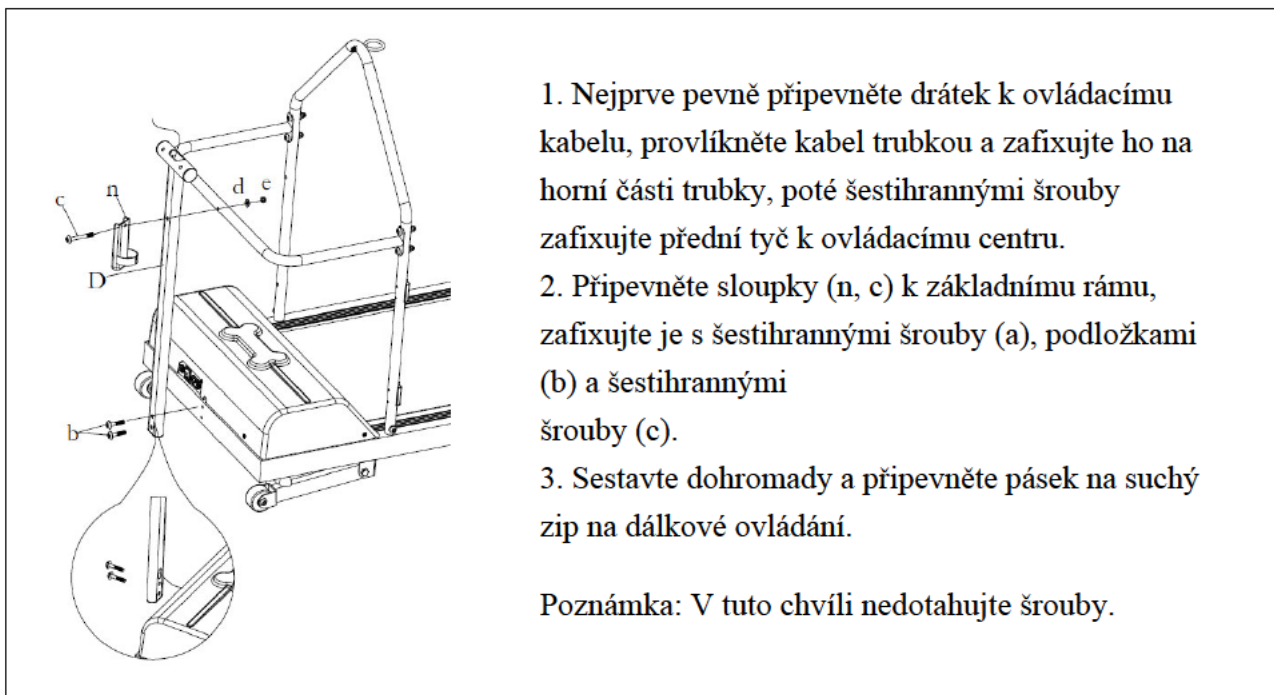 c
n
d
e
D
b
1. Nejprve pevně připevněte drátek k ovládacímu
kabelu, provlíkněte kabel trubkou a zafixujte ho na
horní části trubky, poté šestihrannými šrouby
zafixujte přední tyč k ovládacímu centru.
2. Připevněte sloupky (n, c) k základnímu rámu,
zafixujte je s šestihrannými šrouby (a), podložkami
(b) a šestihrannými
šrouby (c).
3. Sestavte dohromady a připevněte pásek na suchý
zip na dálkové ovládání.
Poznámka: V tuto chvíli nedotahujte šrouby.